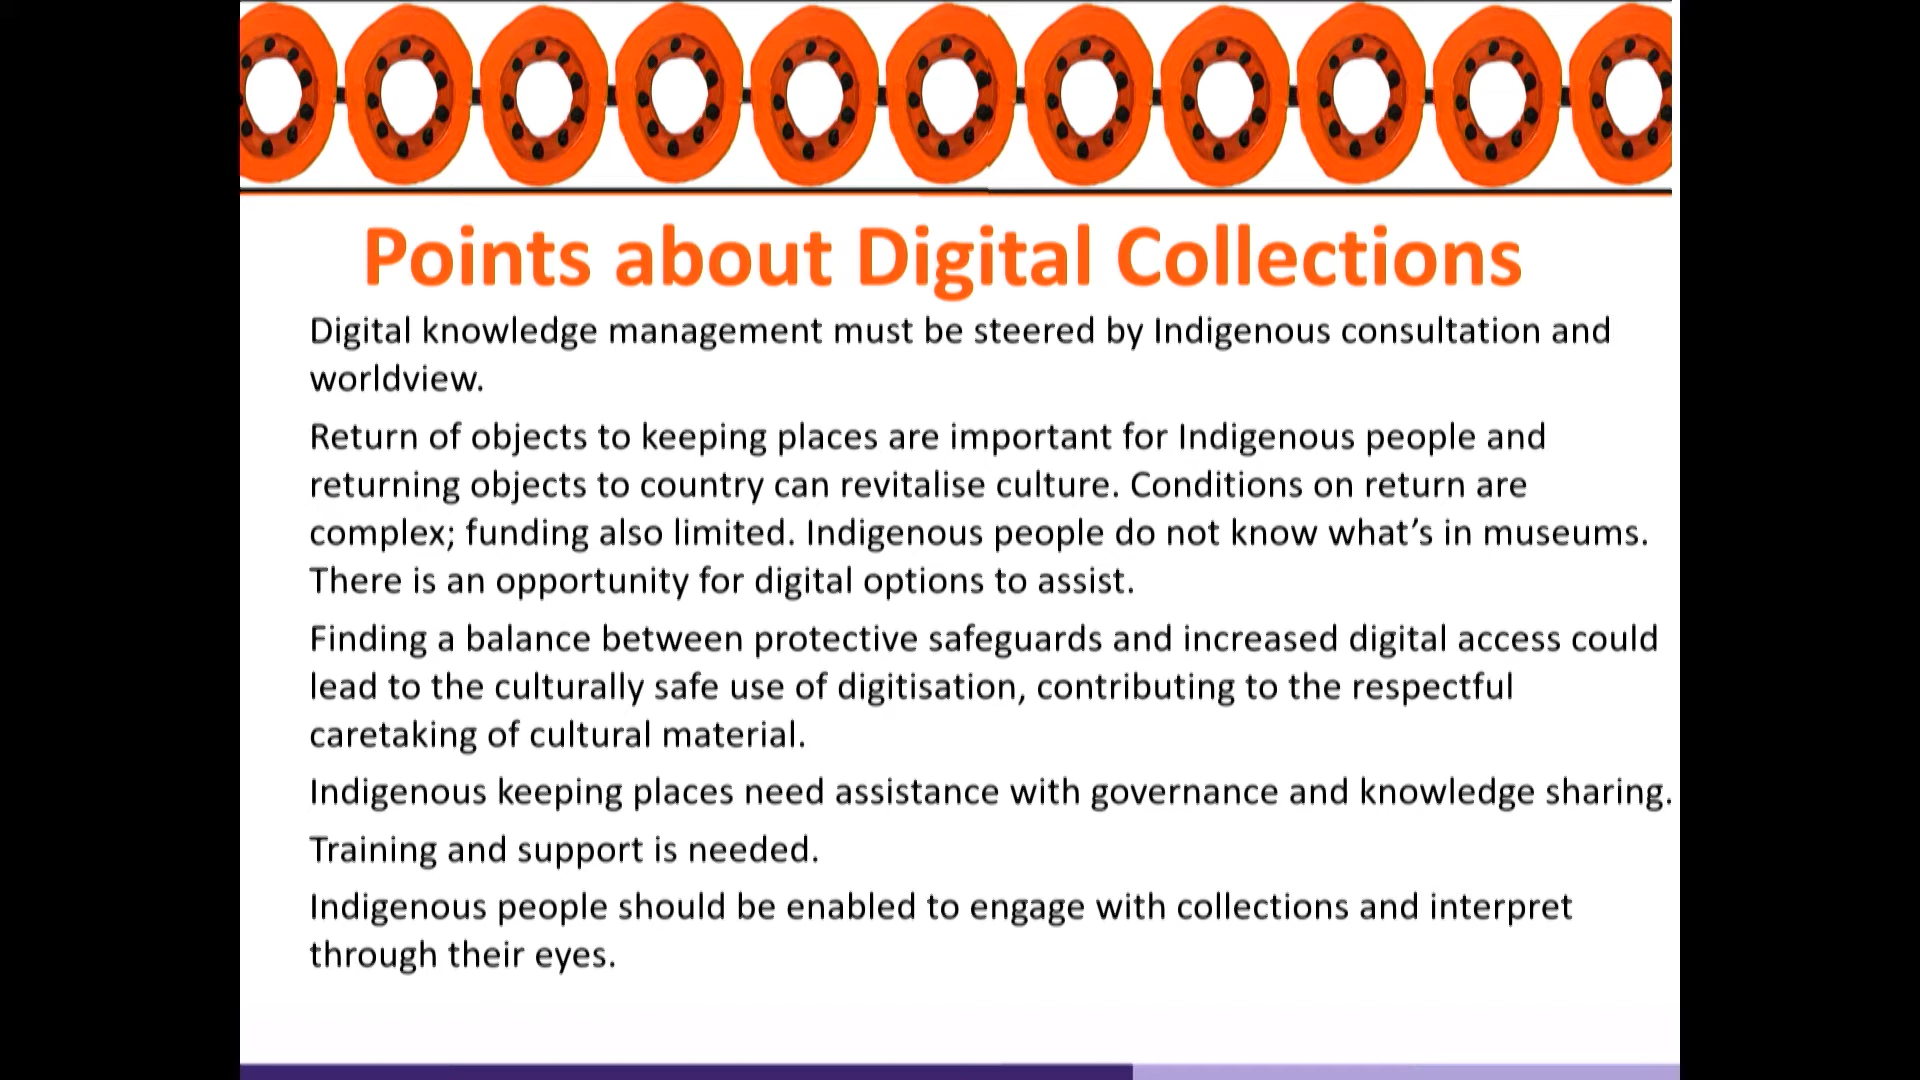 Points about Digital Collections
Digital knowledge management must be steered by Indigenous consultation and
worldview.
Return of objects to keeping places are important for Indigenous people and
returning objects to country can revitalise culture. Conditions on return are
complex; funding also limited. Indigenous people do not know what’s in museums.
There is an opportunity for digital options to assist.
Finding a balance between protective safeguards and increased digital access could
lead to the culturally safe use of digitisation, contributing to the respectful
caretaking of cultural material.
Indigenous keeping places need assistance with governance and knowledge sharing.
Training and support is needed.
Indigenous people should be enabled to engage with collections and interpret
through their eyes.